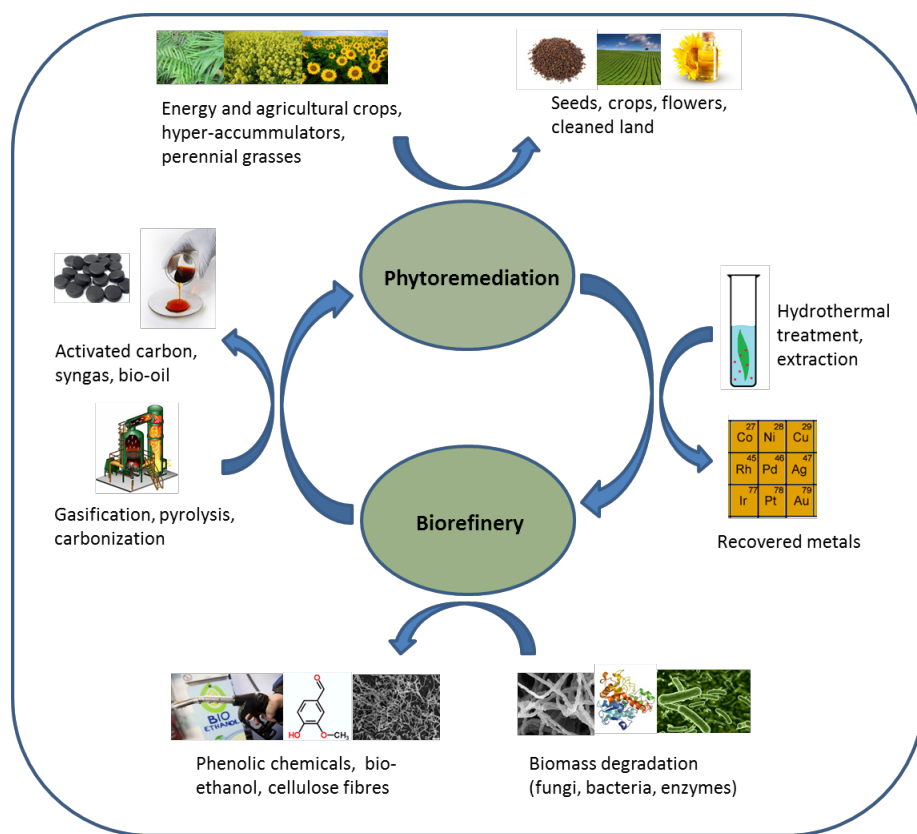 Energy and agricultural crops,
hyper-accummulators,
perennial grasses
Seeds, crops, flowers,
cleaned land
Phytoremediation
Activated carbon,
syngas, bio-oil
Hydrothermal
treatment,
extraction
Gasification, pyrolysis,
carbonization
Biorefinery
27 28 29
Co Ni Cu
45 46 47
Rh Pd Ag
77 78 79
Ir Pt Au
Recovered metals
BIO
ETHANOL
O
HO
O
CH3
Phenolic chemicals, bio-
ethanol, cellulose fibres
Biomass degradation
(fungi, bacteria, enzymes)